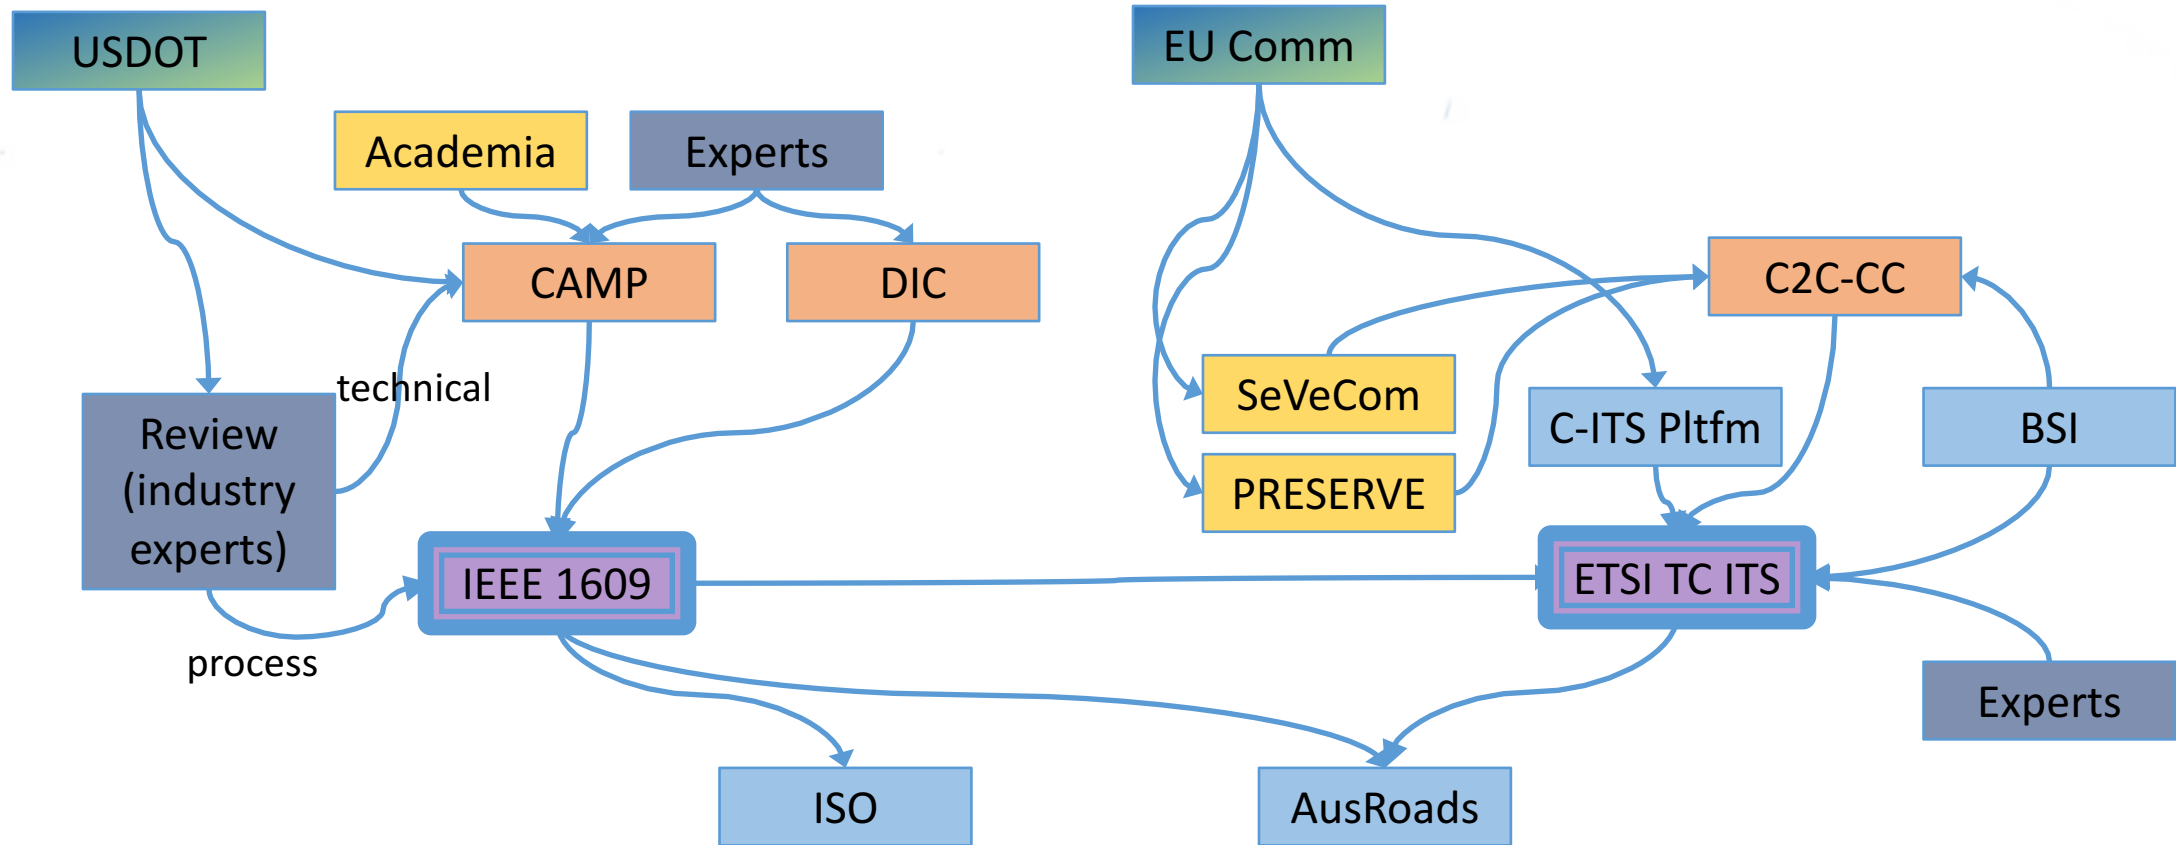 USDOT
EU Comm
Academia
Experts
CAMP
DIC
C2C-CC
technical
SeVeCom
C-ITS Pltfm
BSI
Review
(industry
experts)
PRESERVE
IEEE 1609
ETSI TC ITS
process
Experts
ISO
AusRoads